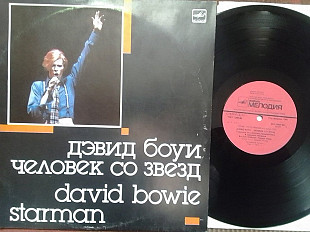 дэвид боуи
человек со звезд
david bowie
starman
МЕЛОДИЯ